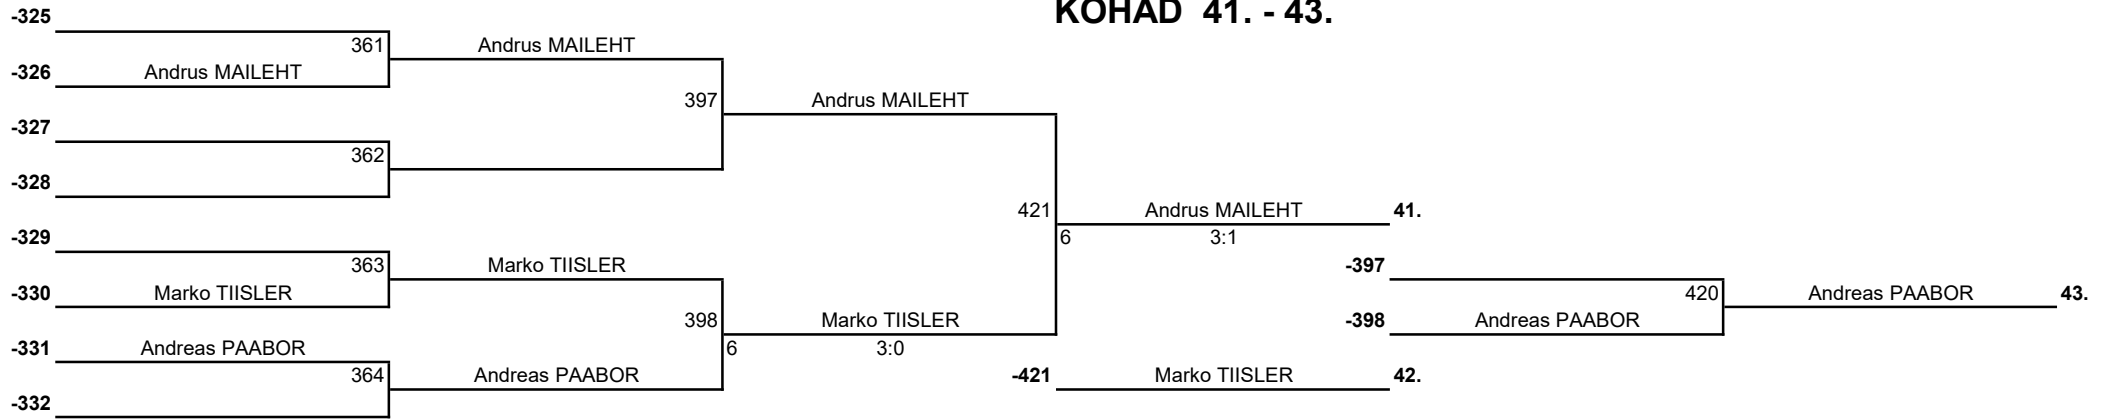 KOHAD 41. - 43.
-325
361 Andrus MAILEHT
-326 Andrus MAILEHT
397 Andrus MAILEHT
-327
362
-328
421 Andrus MAILEHT 41.
-329 6 3:1
363 Marko TIISLER -397
-330 Marko TIISLER 420 Andreas PAABOR 43.
398 Marko TIISLER -398 Andreas PAABOR
-331 Andreas PAABOR 6 3:0
364 Andreas PAABOR -421 Marko TIISLER 42.
-332